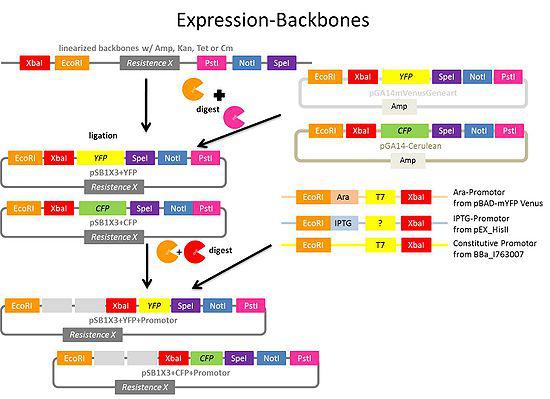 Expression-Backbones
linearized backbones w/ Amp, Kan, Tet or Cm
XbaI EcoRI Resistence X PstI NotI SpeI
digest
ligation
EcoRI XbaI YFP SpeI NotI PstI
pGA14mVenusGeneart
Amp
EcoRI XbaI CFP SpeI NotI PstI
pGA14-Cerulean
Amp
EcoRI XbaI YFP SpeI NotI PstI
pSB1X3+YFP
Resistence X
EcoRI XbaI CFP SpeI NotI PstI
pSB1X3+CFP
Resistence X
EcoRI Ara T7 XbaI
Ara-Promotor
from pBAD-mYFP Venus
EcoRI IPTG ? XbaI
IPTG-Promotor
from pEX_HisII
EcoRI T7 XbaI
Constitutive Promotor
from BBa_I763007
+ digest
EcoRI XbaI YFP SpeI NotI PstI
pSB1X3+YFP+Promotor
Resistence X
EcoRI XbaI CFP SpeI NotI PstI
pSB1X3+CFP+Promotor
Resistence X